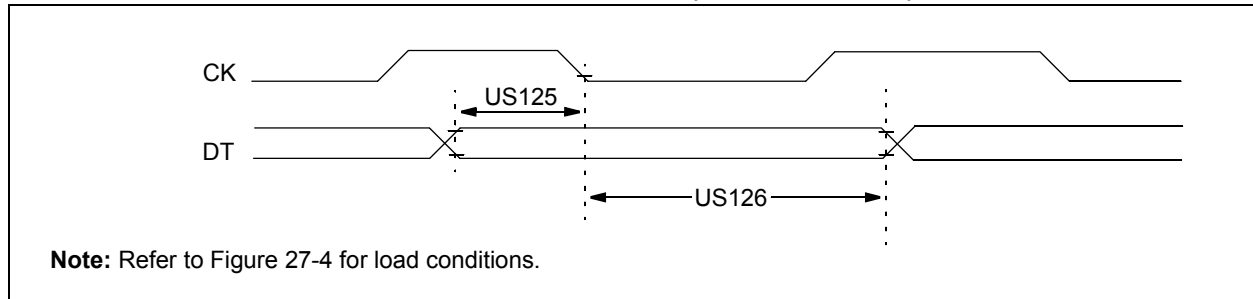 CK
US125
DT
US126
Note: Refer to Figure 27-4 for load conditions.